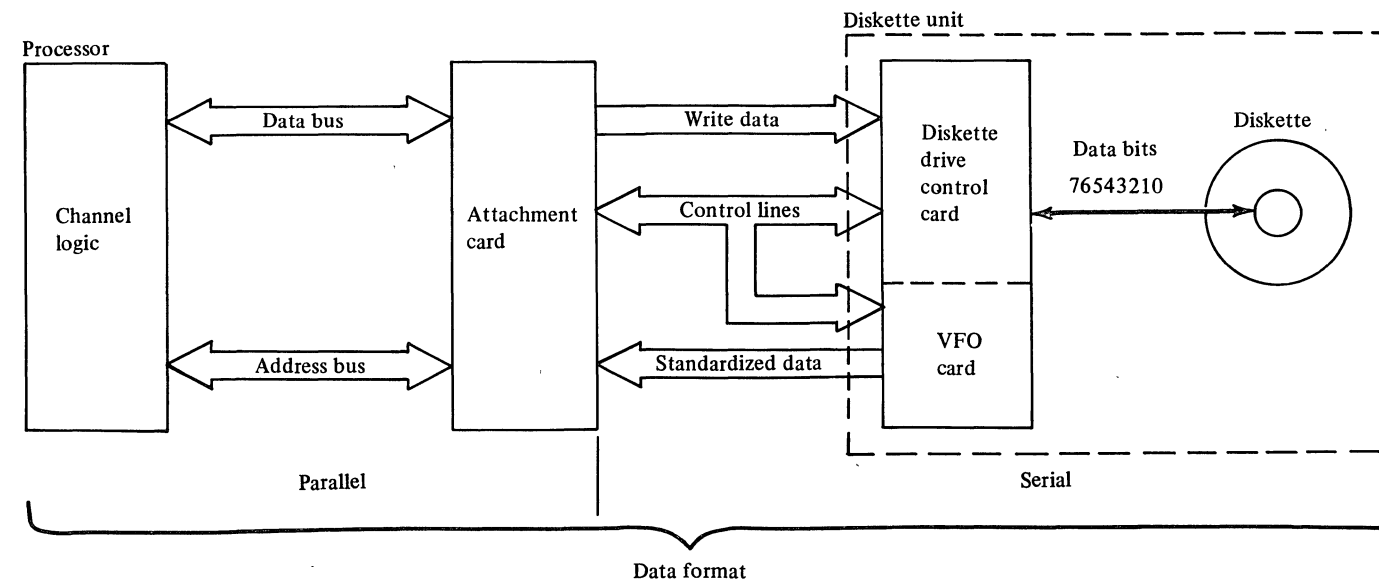 Diskette unit
Processor
Data bus
Write data
Diskette
drive
control
card
Diskette
Data bits
76543210
Channel
logic
Attachment
card
Control lines
VFO
card
Address bus
Standardized data
Parallel
Serial
Data format